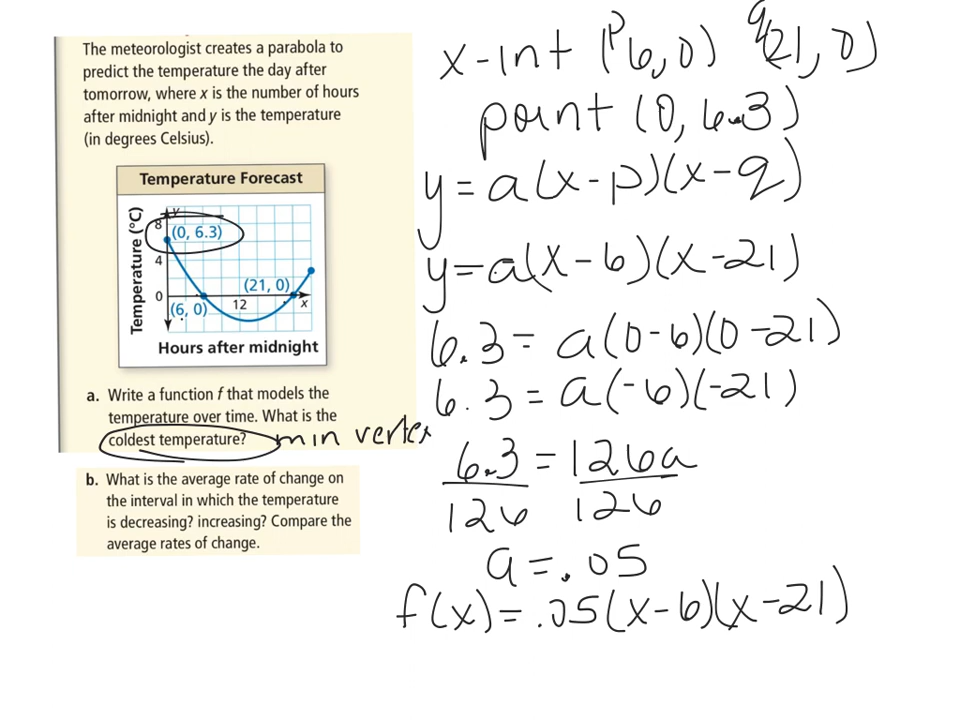 The meteorologist creates a parabola to
predict the temperature the day after
tomorrow, where x is the number of hours
after midnight and y is the temperature
(in degrees Celsius).
Temperature Forecast
Temperature (°C)
y
8
(0, 6.3)
4
(21, 0)
0
(6, 0)
12
x
Hours after midnight
a. Write a function f that models the
temperature over time. What is the
coldest temperature? min vertex
b. What is the average rate of change on
the interval in which the temperature
is decreasing? increasing? Compare the
average rates of change.
x-int (6,0) (21,0)
p q
point (0, 6.3)
y = a(x-p)(x-q)
y=a(x-6)(x-21)
6.3 = a(0-6)(0-21)
6.3 = a(-6)(-21)
6.3 = 126a
126 126
a = .05
f(x) = .05(x-6)(x-21)